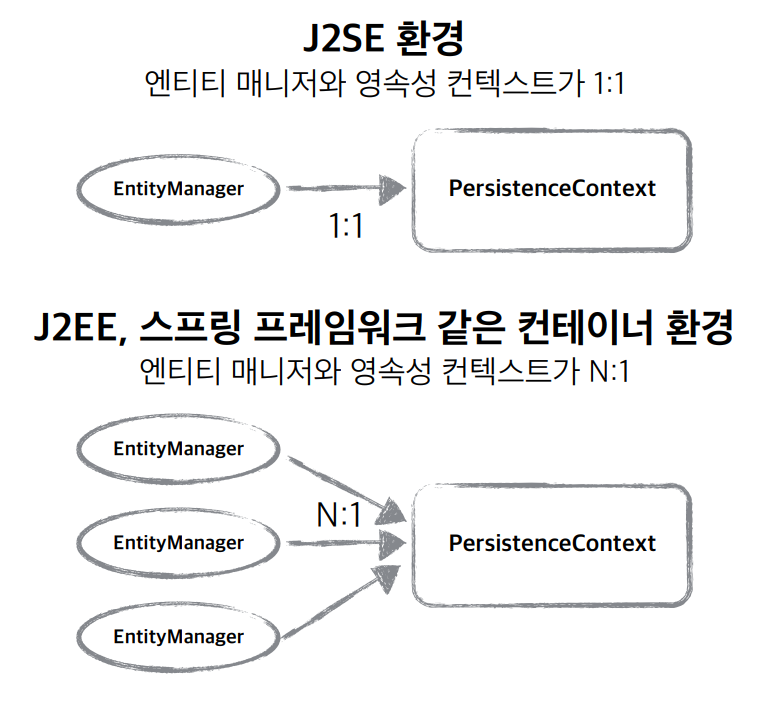 J2SE 환경
엔티티 매니저와 영속성 컨텍스트가 1:1
EntityManager
1:1
PersistenceContext
J2EE, 스프링 프레임워크 같은 컨테이너 환경
엔티티 매니저와 영속성 컨텍스트가 N:1
EntityManager
N:1
EntityManager
PersistenceContext
EntityManager